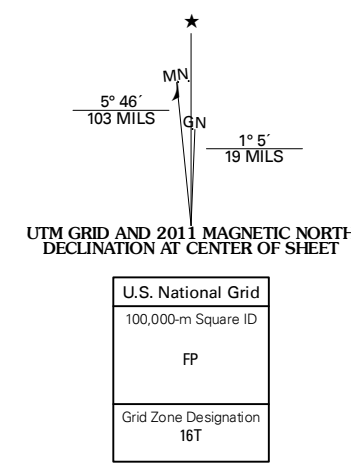 ★
MN
5° 46´
103 MILS
GN
1° 5´
19 MILS
UTM GRID AND 2011 MAGNETIC NORTH
DECLINATION AT CENTER OF SHEET
U.S. National Grid
100,000-m Square ID
FP
Grid Zone Designation
16T